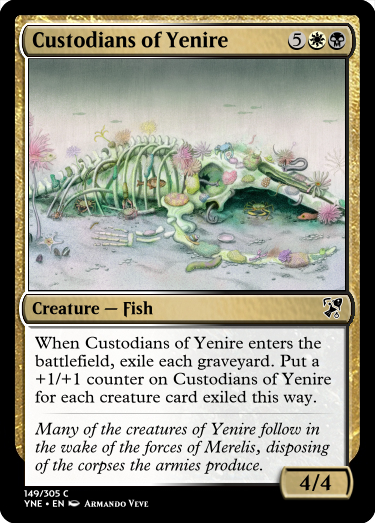 Custodians of Yenire 5
Creature — Fish
When Custodians of Yenire enters the
battlefield, exile each graveyard. Put a
+1/+1 counter on Custodians of Yenire
for each creature card exiled this way.
Many of the creatures of Yenire follow in
the wake of the forces of Merelis, disposing
of the corpses the armies produce.
4/4
149/305 C
YNE • EN Armando Veve